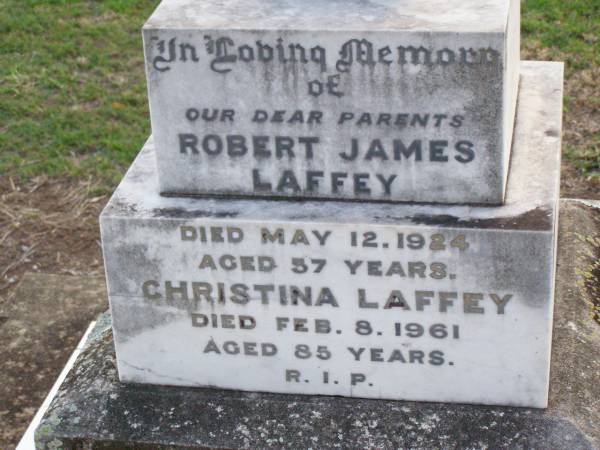 In Loving Memory
of
OUR DEAR PARENTS
ROBERT JAMES
LAFFEY
DIED MAY 12. 1924
AGED 57 YEARS.
CHRISTINA LAFFEY
DIED FEB. 8. 1961
AGED 85 YEARS.
R. I. P.